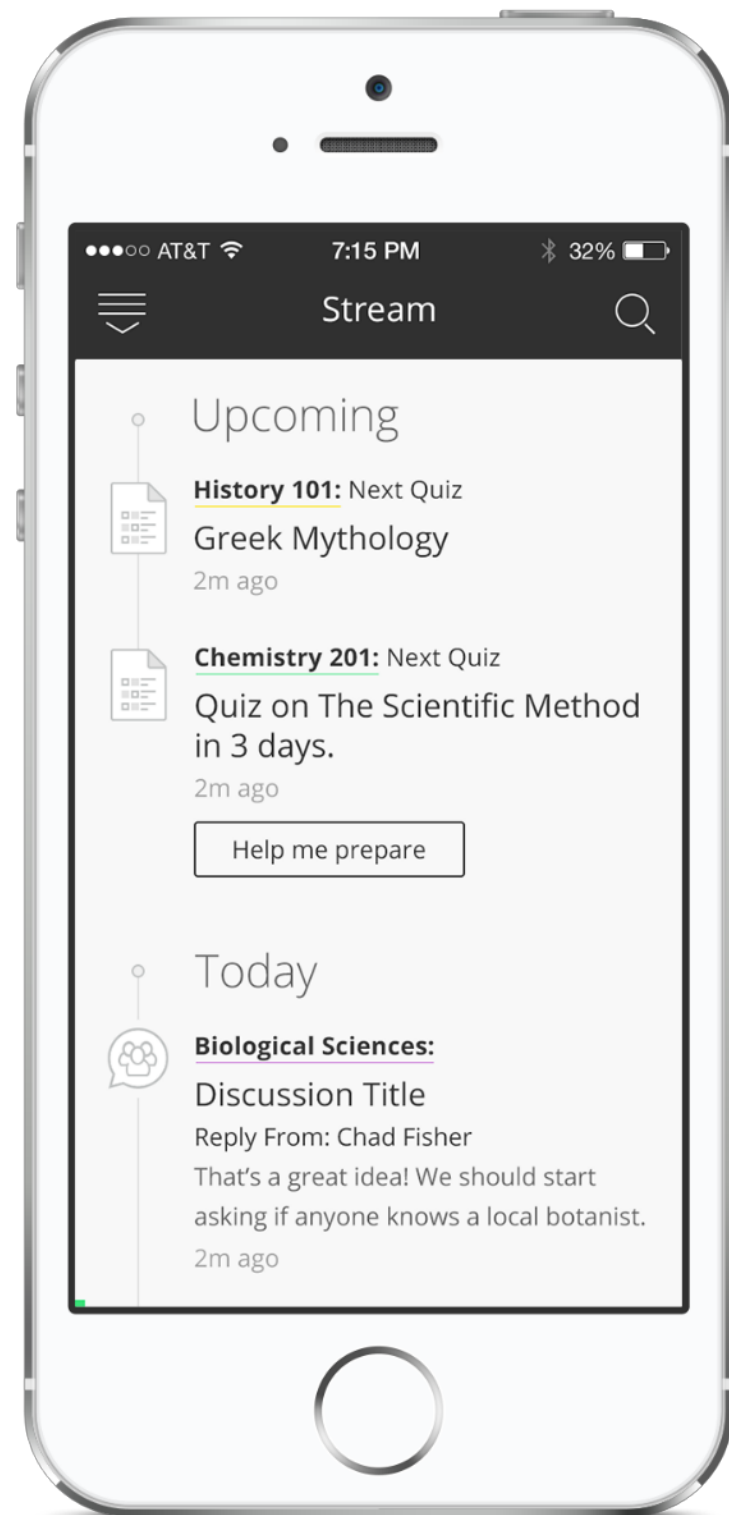 AT&T 7:15 PM 32%
Stream
Upcoming
History 101: Next Quiz
Greek Mythology
2m ago
Chemistry 201: Next Quiz
Quiz on The Scientific Method
in 3 days.
2m ago
Help me prepare
Today
Biological Sciences:
Discussion Title
Reply From: Chad Fisher
That's a great idea! We should start
asking if anyone knows a local botanist.
2m ago